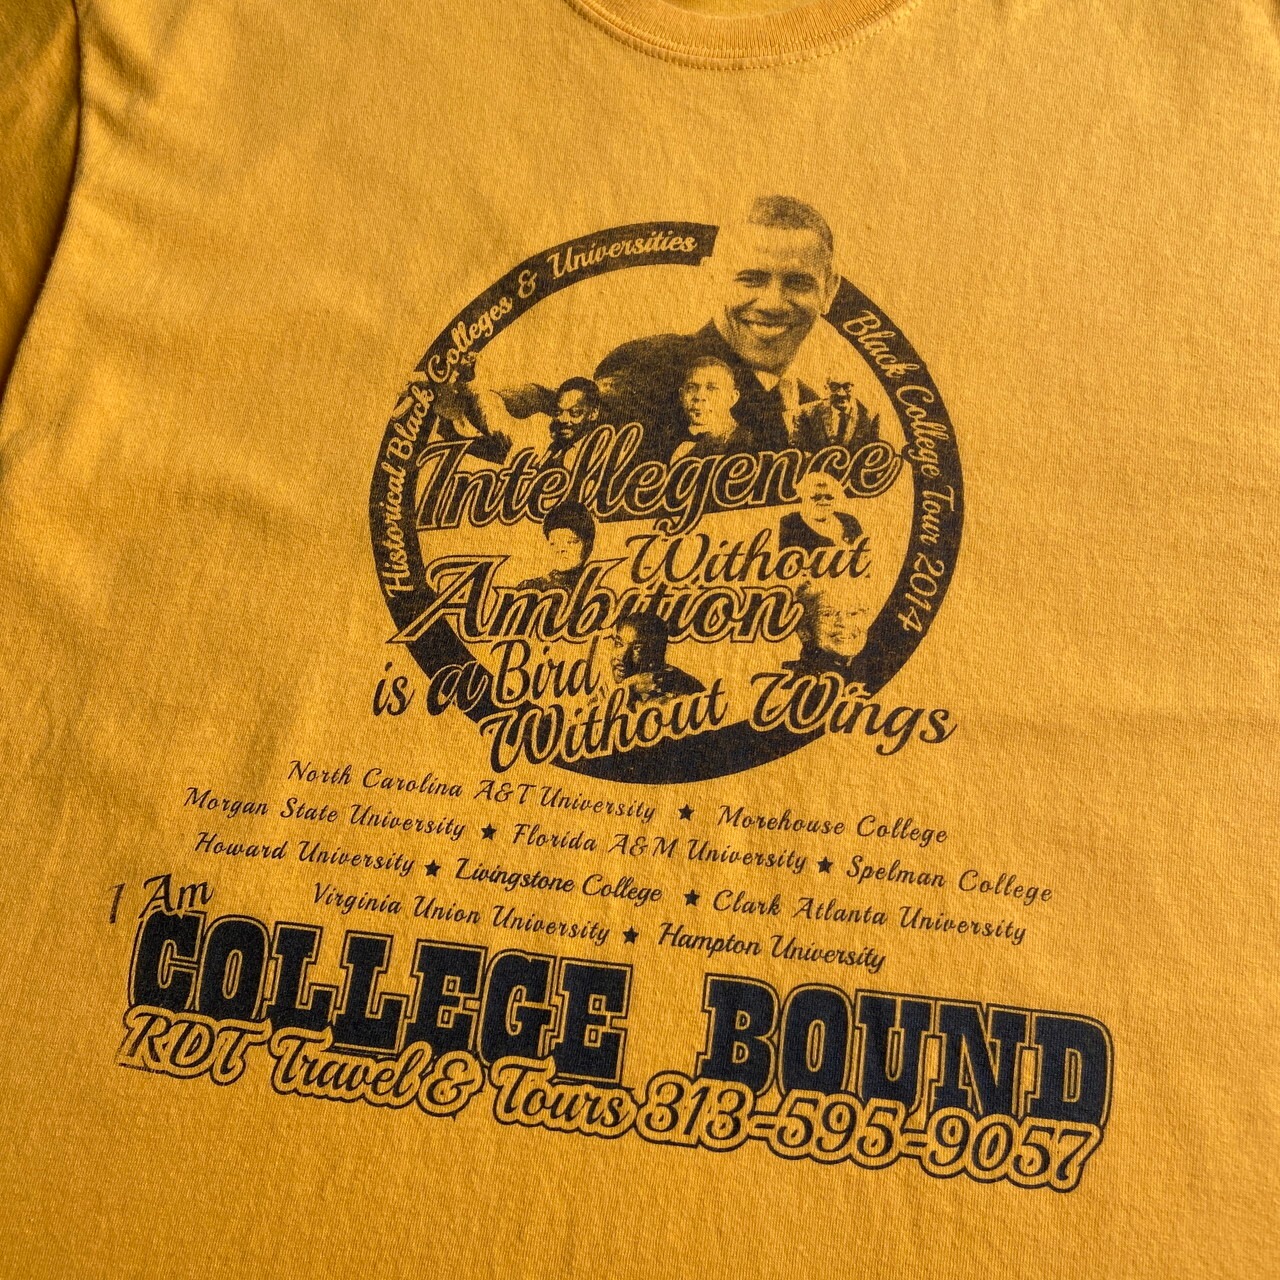 Historical Black Colleges & Universities
Black College Tour 2014
Intellegence
Without
Ambition
is a Bird
Without Wings
North Carolina A&T University ★ Morehouse College
Morgan State University ★ Florida A&M University ★ Spelman College
Howard University ★ Livingstone College ★ Clark Atlanta University
Virginia Union University ★ Hampton University
I Am
COLLEGE BOUND
RDT Travel & Tours 313-595-9057